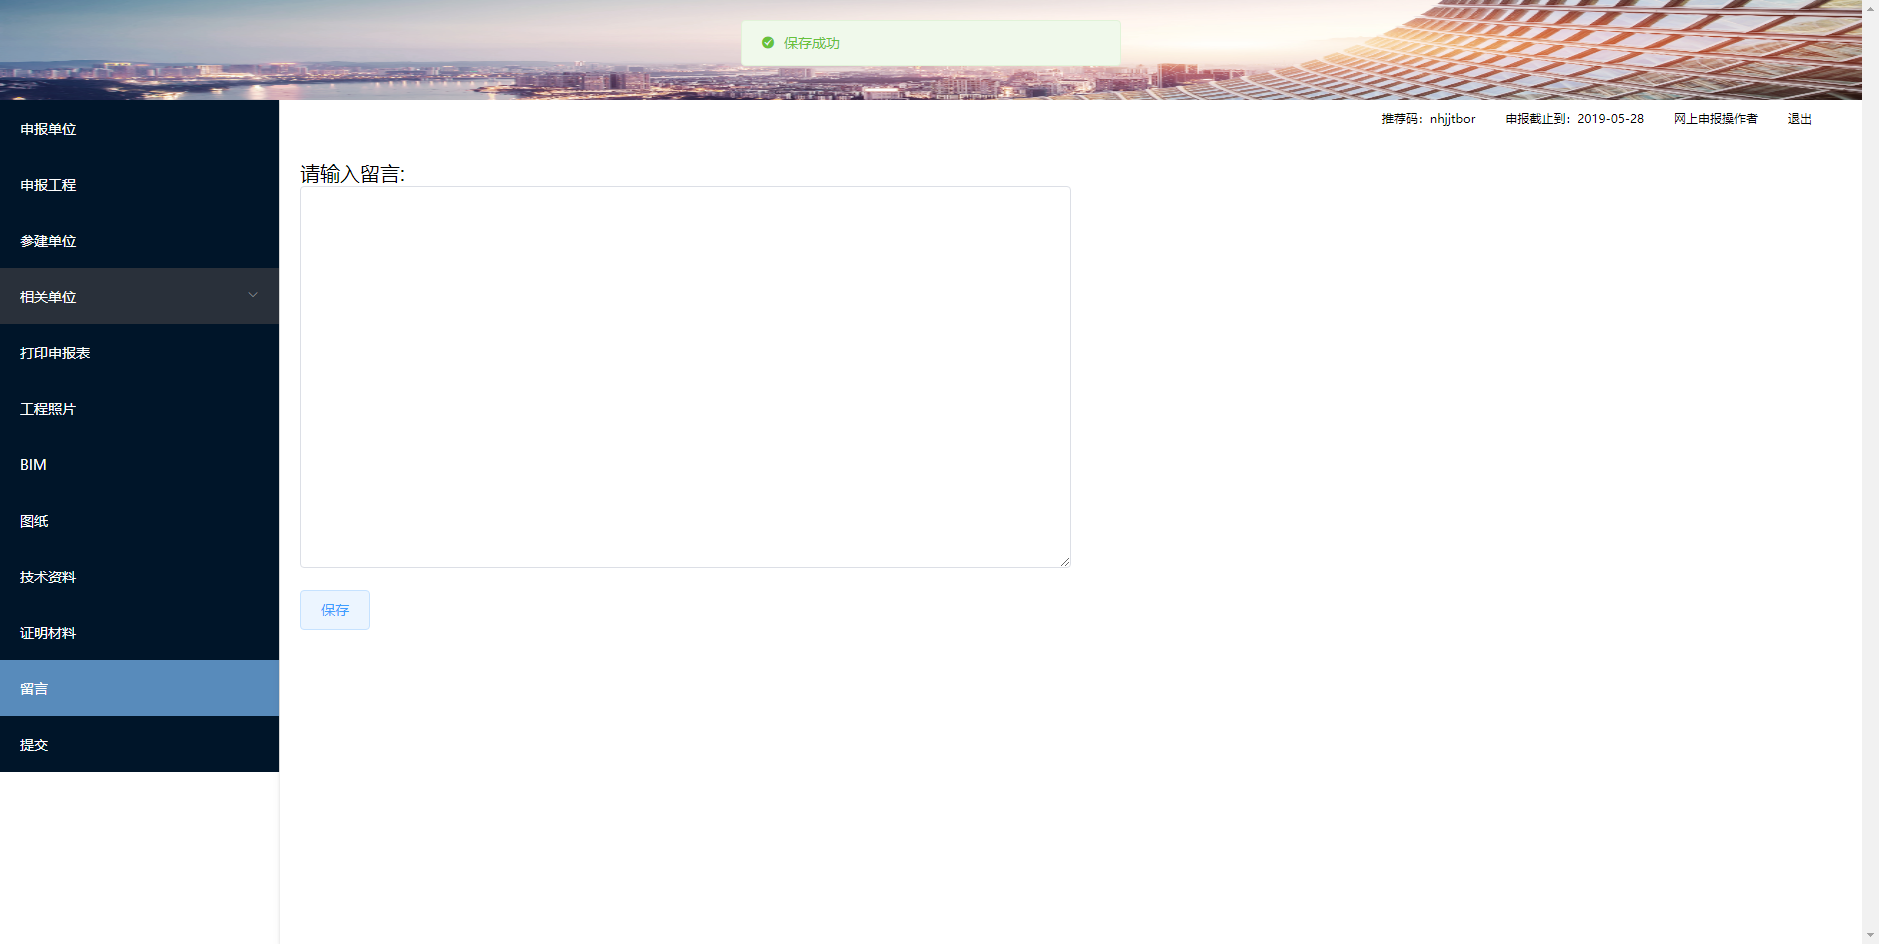 保存成功
推荐码：nhjjtbor 申报截止到：2019-05-28 网上申报操作者 退出
申报单位
申报工程
参建单位
相关单位
打印申报表
工程照片
BIM
图纸
技术资料
证明材料
留言
提交
请输入留言:
保存